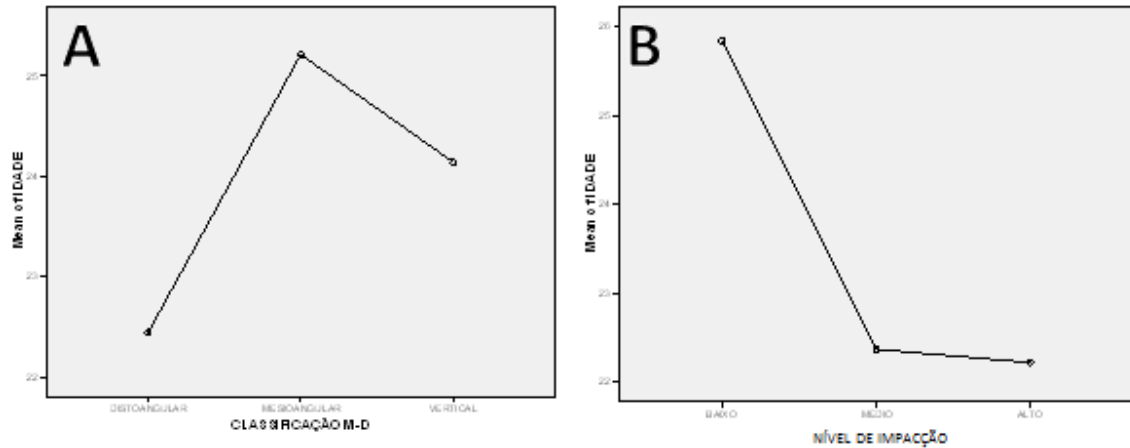 A
Mean of IDADE
25
24
23
22
DISTOANGULAR MESIOANGULAR VERTICAL
CLASSIFICAÇÃO M-D
B
Mean of IDADE
26
25
24
23
22
BAIXO MEDIO ALTO
NÍVEL DE IMPACÇÃO